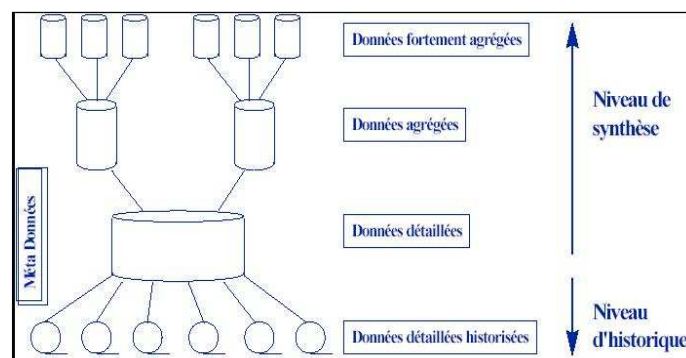 Données fortement agrégées
Données agrégées
Niveau de
synthèse
Méta Données
Données détaillées
Données détaillées historisées
Niveau
d'historique